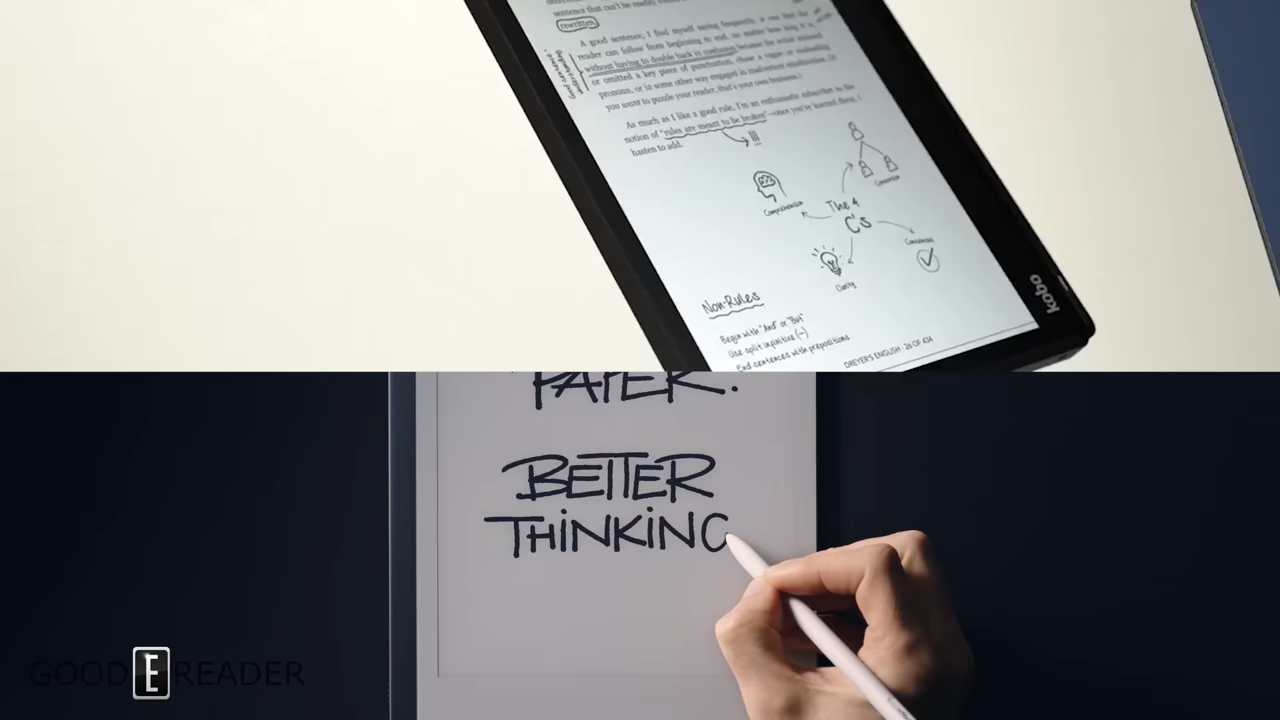 sentence that can't be readily
rewritten.
A good sentence, I find myself saying frequently, is one that the
reader can follow from beginning to end, no matter how long it is,
without having to double back in confusion because the writer misused
or omitted a key piece of punctuation, chose a vague or misleading
pronoun, or in some other way engaged in inadvertent misdirection. (If
you want to puzzle your reader, that's your own business.)
As much as I like a good rule, I'm an enthusiastic subscriber to the
notion of "rules are meant to be broken"—once you've learned them, I
hasten to add.
!!!
Comprehension
The 4
C's
Convention
Consensus
Clarity
Non-Rules
Begin with "And" or "But"
Use split infinitive (-)
End sentences with prepositions
DREYER'S ENGLISH · 26 OF 434
kobo
PAPER.
BETTER
THiNKiNG
GOOD E READER